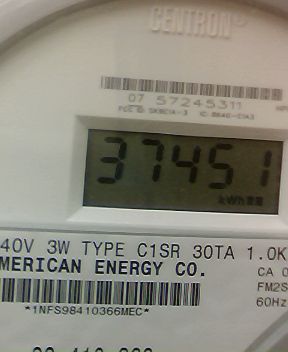 CENTRON®
07 57245311
37451
kWh
40V 3W TYPE C1SR 30TA 1.0K
MERICAN ENERGY CO.
CA 0
FM2S
60Hz
*1NFS98410366MEC*